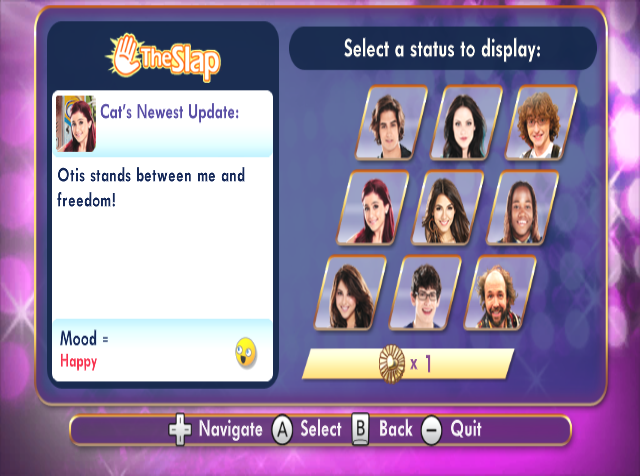 TheSlap
Select a status to display:
Cat's Newest Update:
Otis stands between me and
freedom!
Mood =
Happy
x 1
Navigate A Select B Back − Quit